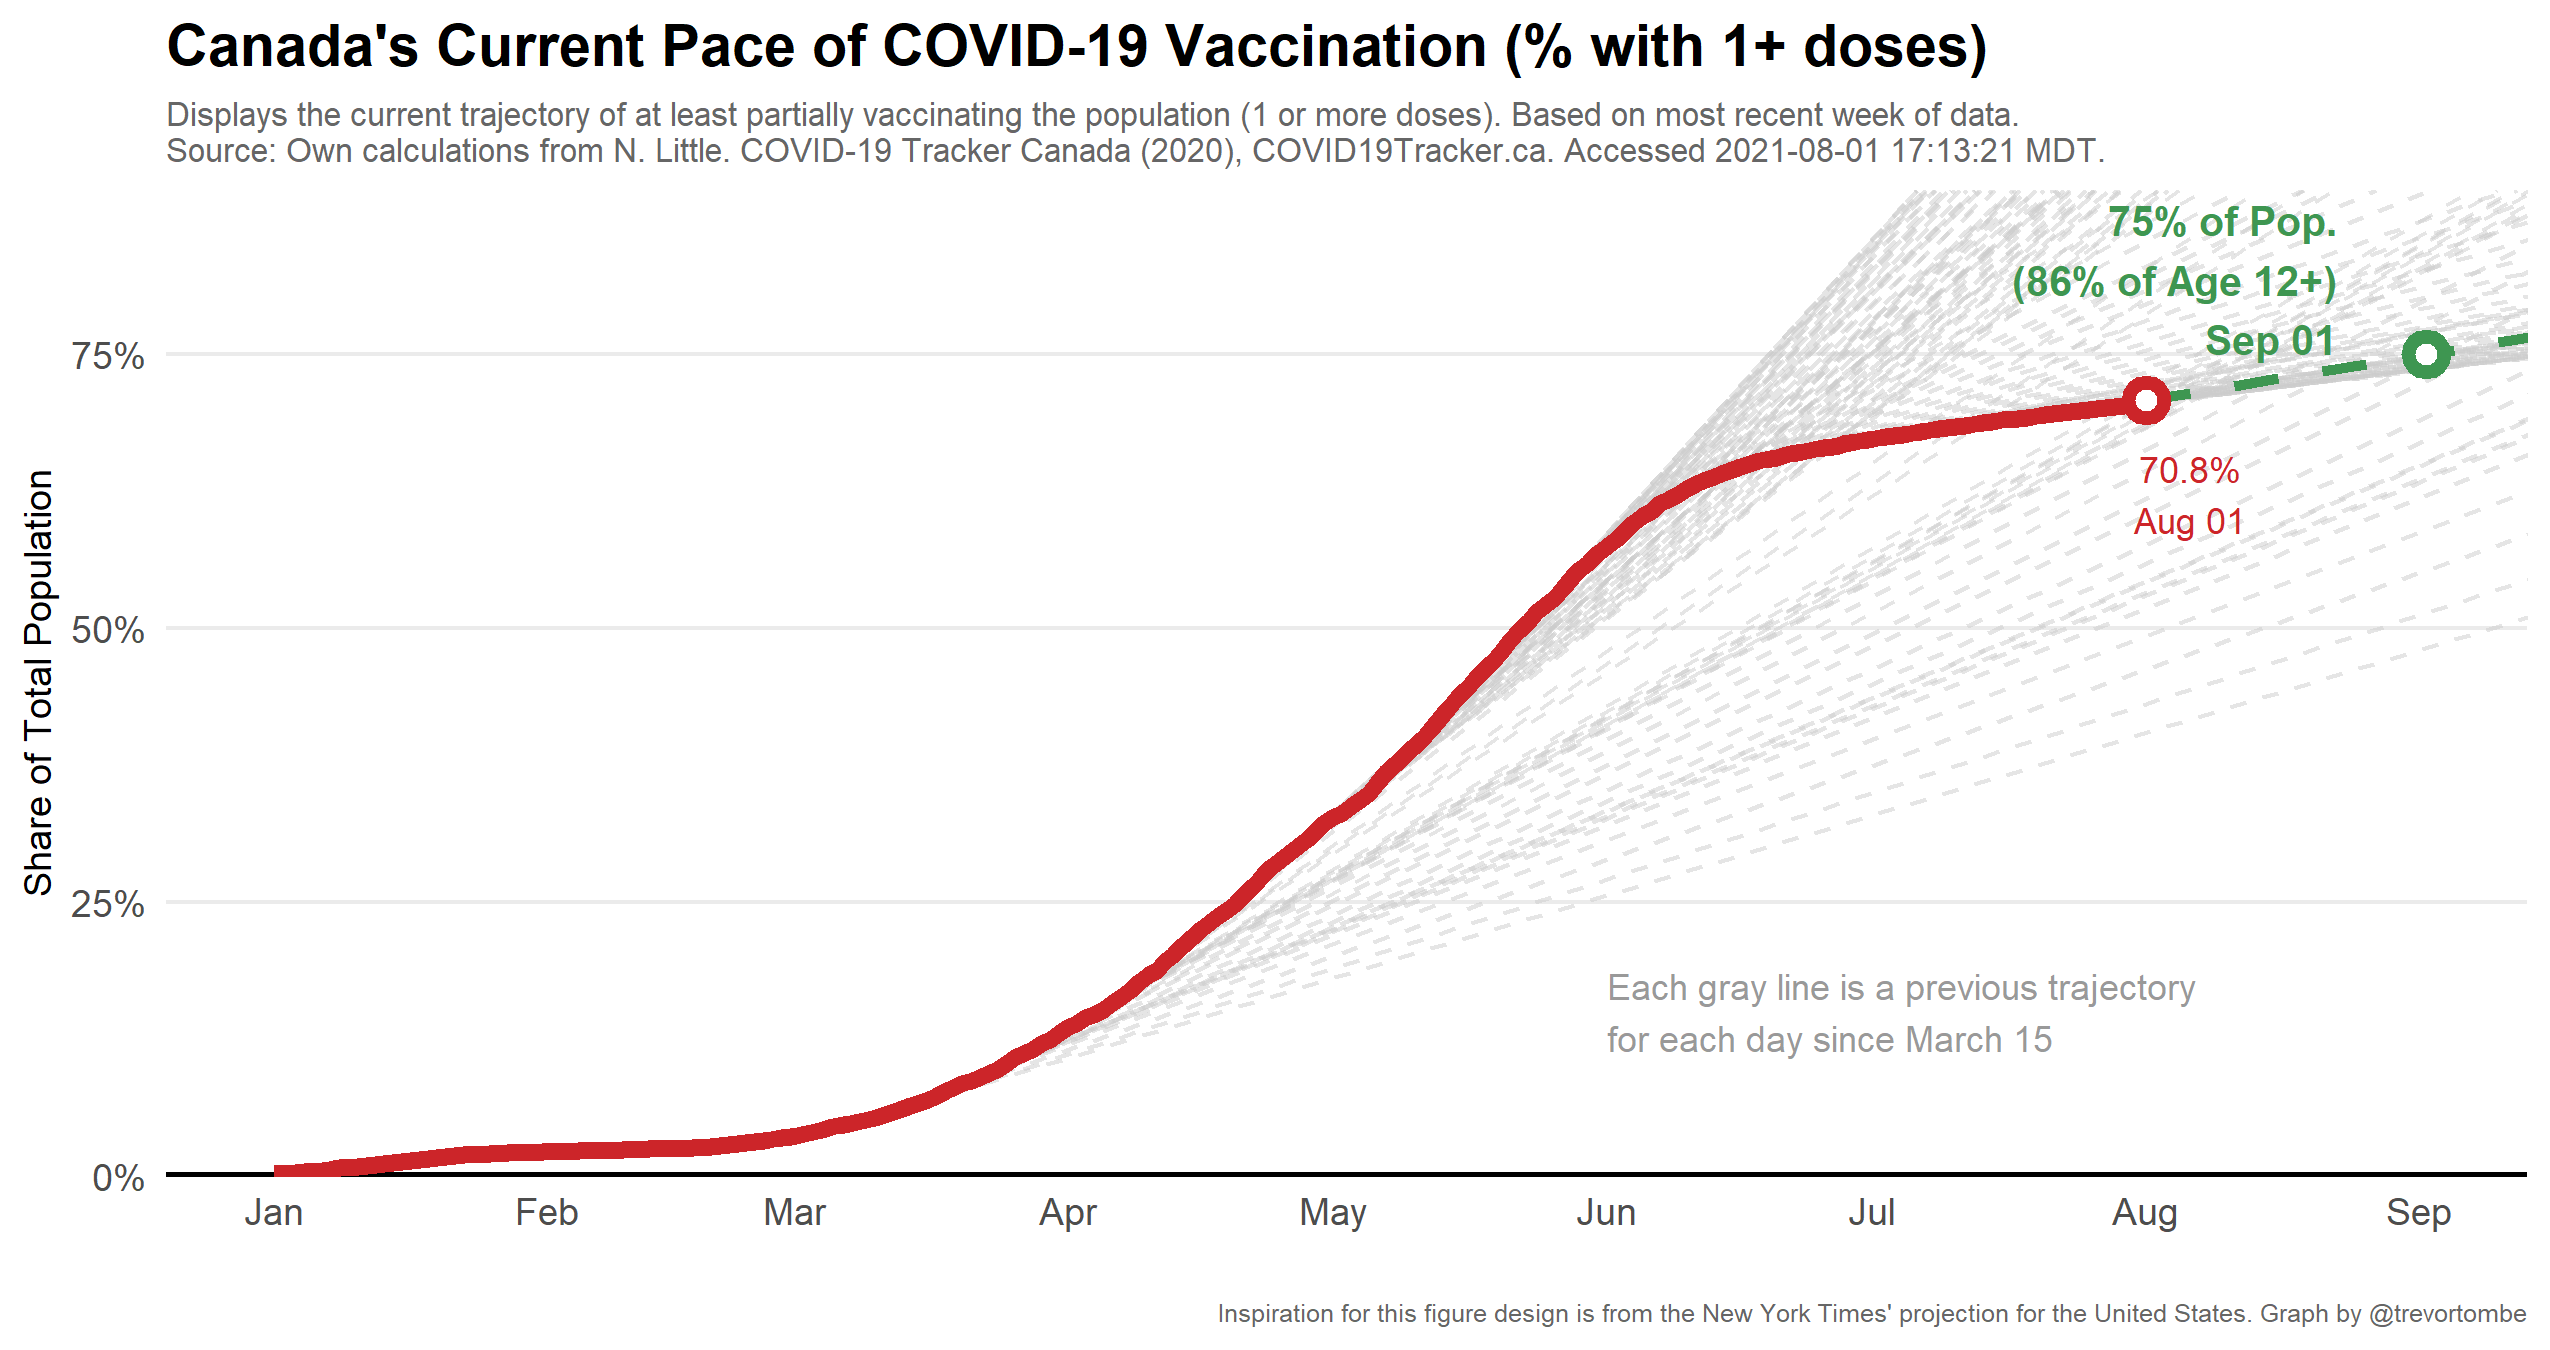 Canada's Current Pace of COVID-19 Vaccination (% with 1+ doses)
Displays the current trajectory of at least partially vaccinating the population (1 or more doses). Based on most recent week of data.
Source: Own calculations from N. Little. COVID-19 Tracker Canada (2020), COVID19Tracker.ca. Accessed 2021-08-01 17:13:21 MDT.
75% of Pop.
(86% of Age 12+)
Sep 01
70.8%
Aug 01
Each gray line is a previous trajectory
for each day since March 15
Share of Total Population
75%
50%
25%
0%
Jan Feb Mar Apr May Jun Jul Aug Sep
Inspiration for this figure design is from the New York Times' projection for the United States. Graph by @trevortombe